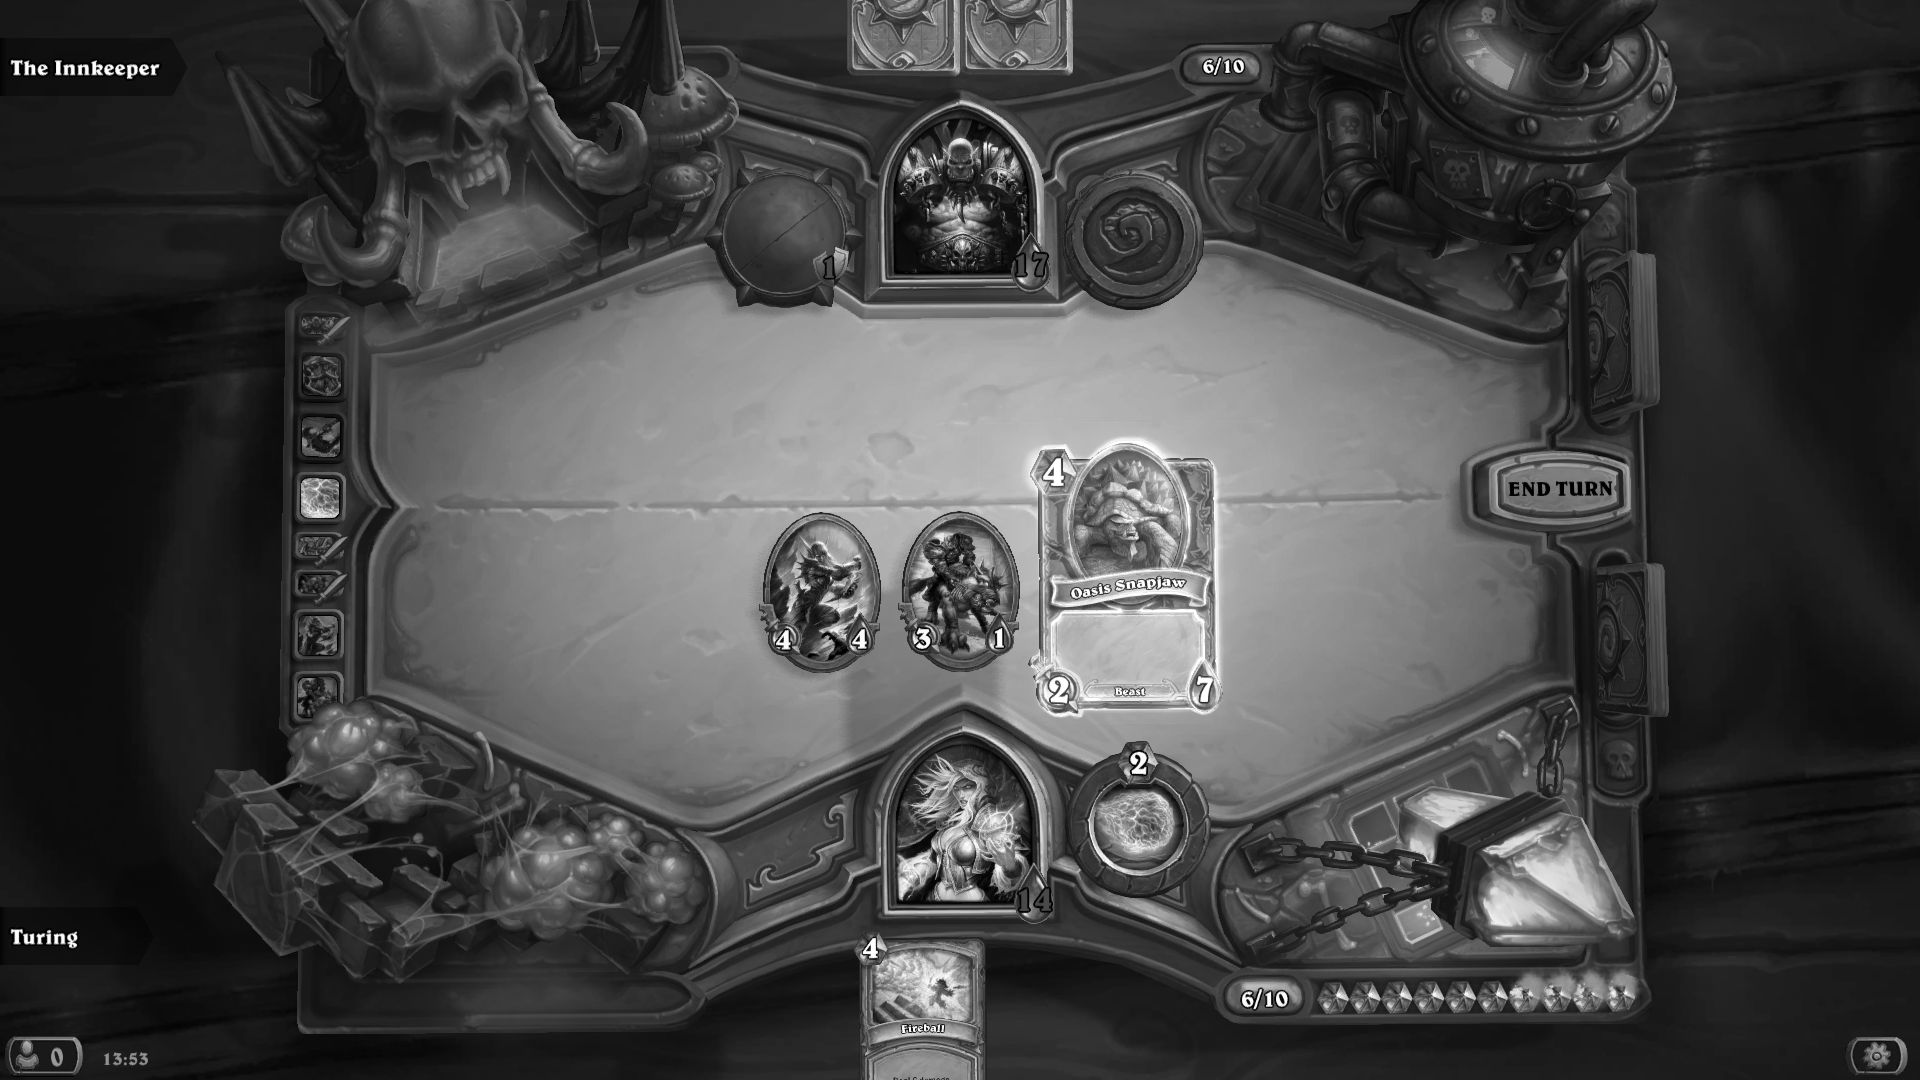 The Innkeeper
6/10
1
17
4
END TURN
Oasis Snapjaw
4
4
3
1
2
Beast
7
2
14
Turing
4
6/10
Fireball
0
13:53